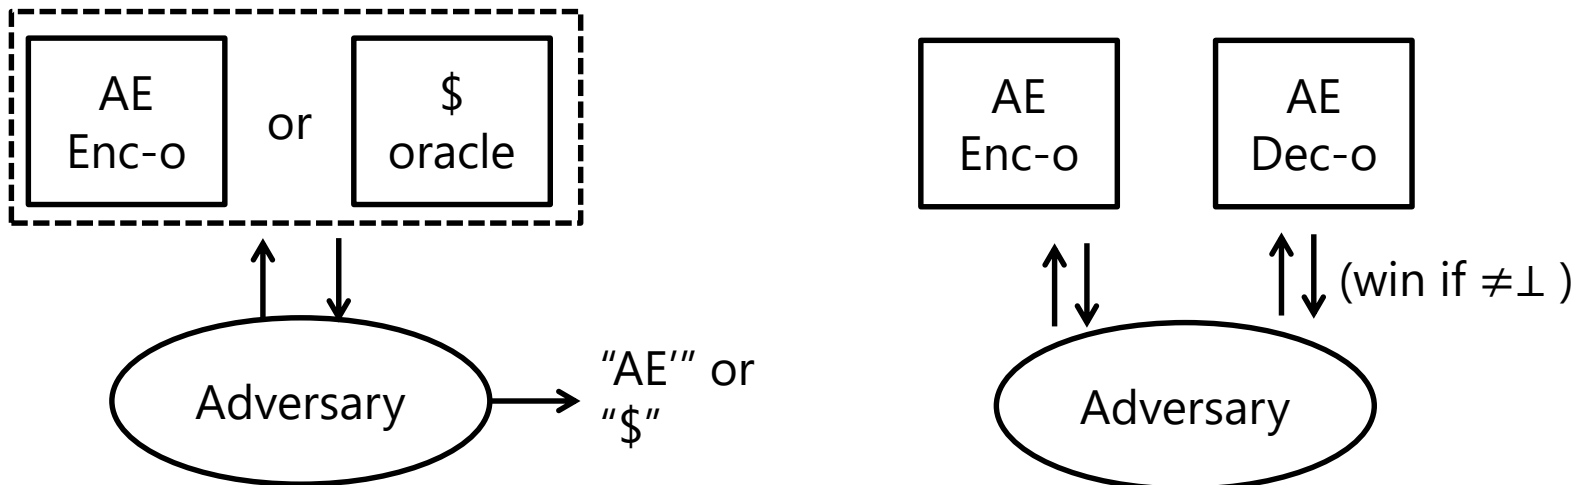 AE
Enc-o
or
$
oracle
Adversary
“AE’” or
“$”
AE
Enc-o
AE
Dec-o
(win if ≠⊥ )
Adversary